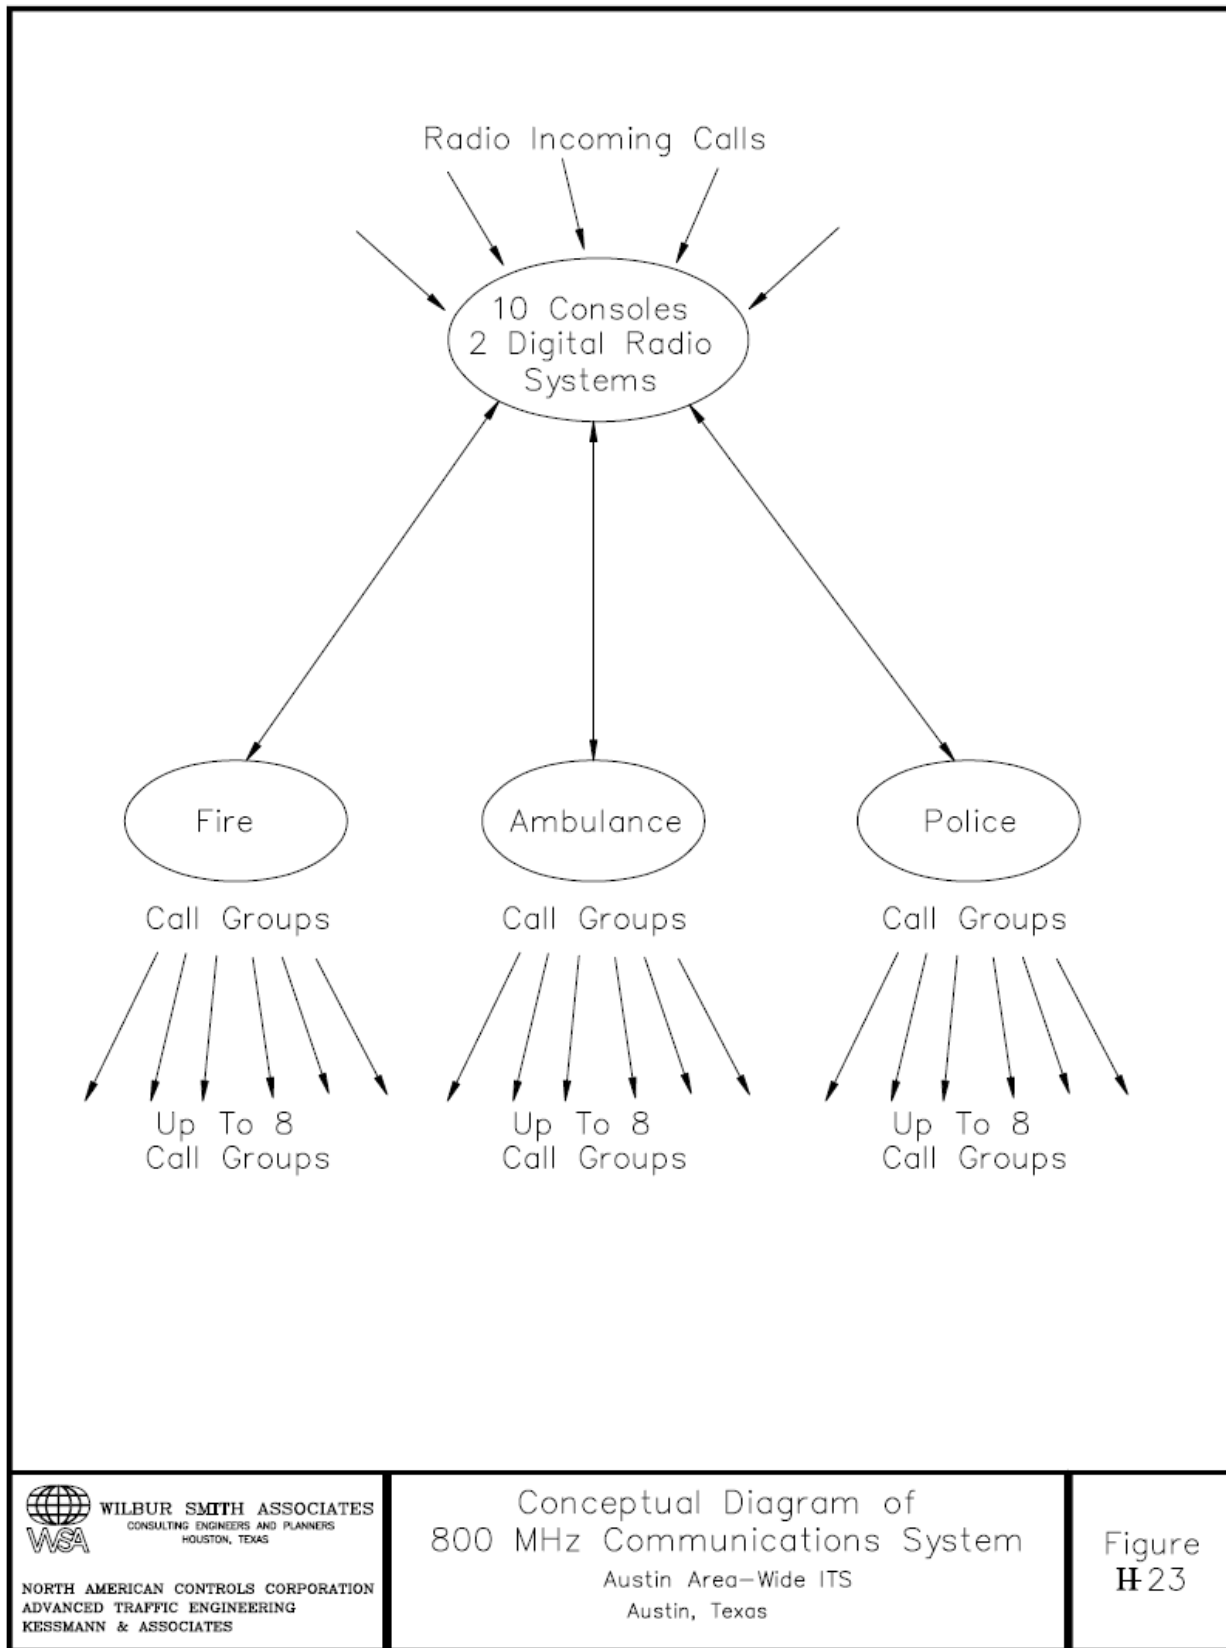 Radio Incoming Calls
10 Consoles
2 Digital Radio
Systems
Fire
Ambulance
Police
Call Groups
Call Groups
Call Groups
Up To 8
Call Groups
Up To 8
Call Groups
Up To 8
Call Groups
WSA
WILBUR SMITH ASSOCIATES
CONSULTING ENGINEERS AND PLANNERS
HOUSTON, TEXAS
NORTH AMERICAN CONTROLS CORPORATION
ADVANCED TRAFFIC ENGINEERING
KESSMANN & ASSOCIATES
Conceptual Diagram of
800 MHz Communications System
Austin Area-Wide ITS
Austin, Texas
Figure
23